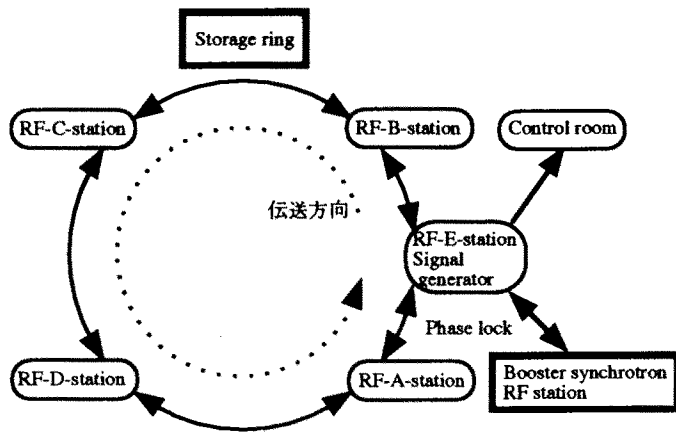 Storage ring
RF-C-station
RF-B-station
Control room
伝送方向
RF-E-station
Signal
generator
Phase lock
RF-D-station
RF-A-station
Booster synchrotron
RF station